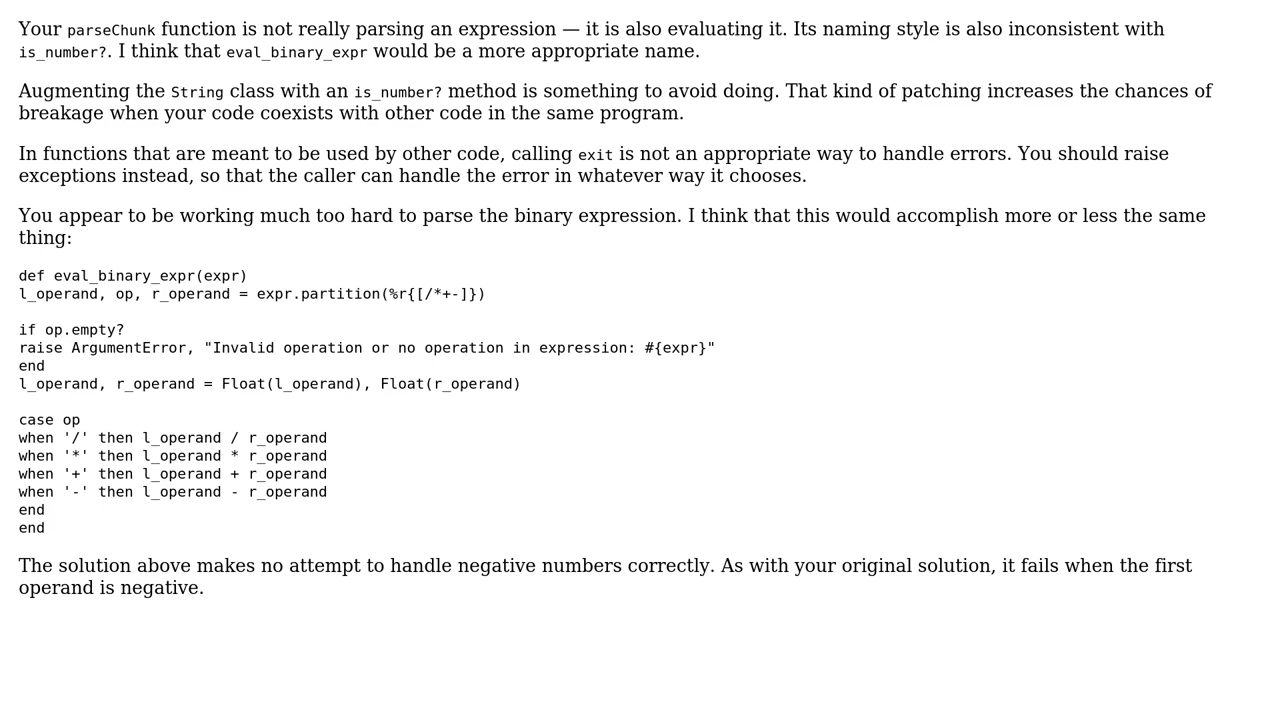 Your parseChunk function is not really parsing an expression — it is also evaluating it. Its naming style is also inconsistent with
is_number?. I think that eval_binary_expr would be a more appropriate name.
Augmenting the String class with an is_number? method is something to avoid doing. That kind of patching increases the chances of
breakage when your code coexists with other code in the same program.
In functions that are meant to be used by other code, calling exit is not an appropriate way to handle errors. You should raise
exceptions instead, so that the caller can handle the error in whatever way it chooses.
You appear to be working much too hard to parse the binary expression. I think that this would accomplish more or less the same
thing:
def eval_binary_expr(expr)
l_operand, op, r_operand = expr.partition(%r{[/*+-]})
if op.empty?
raise ArgumentError, "Invalid operation or no operation in expression: #{expr}"
end
l_operand, r_operand = Float(l_operand), Float(r_operand)
case op
when '/' then l_operand / r_operand
when '*' then l_operand * r_operand
when '+' then l_operand + r_operand
when '-' then l_operand - r_operand
end
end
The solution above makes no attempt to handle negative numbers correctly. As with your original solution, it fails when the first
operand is negative.